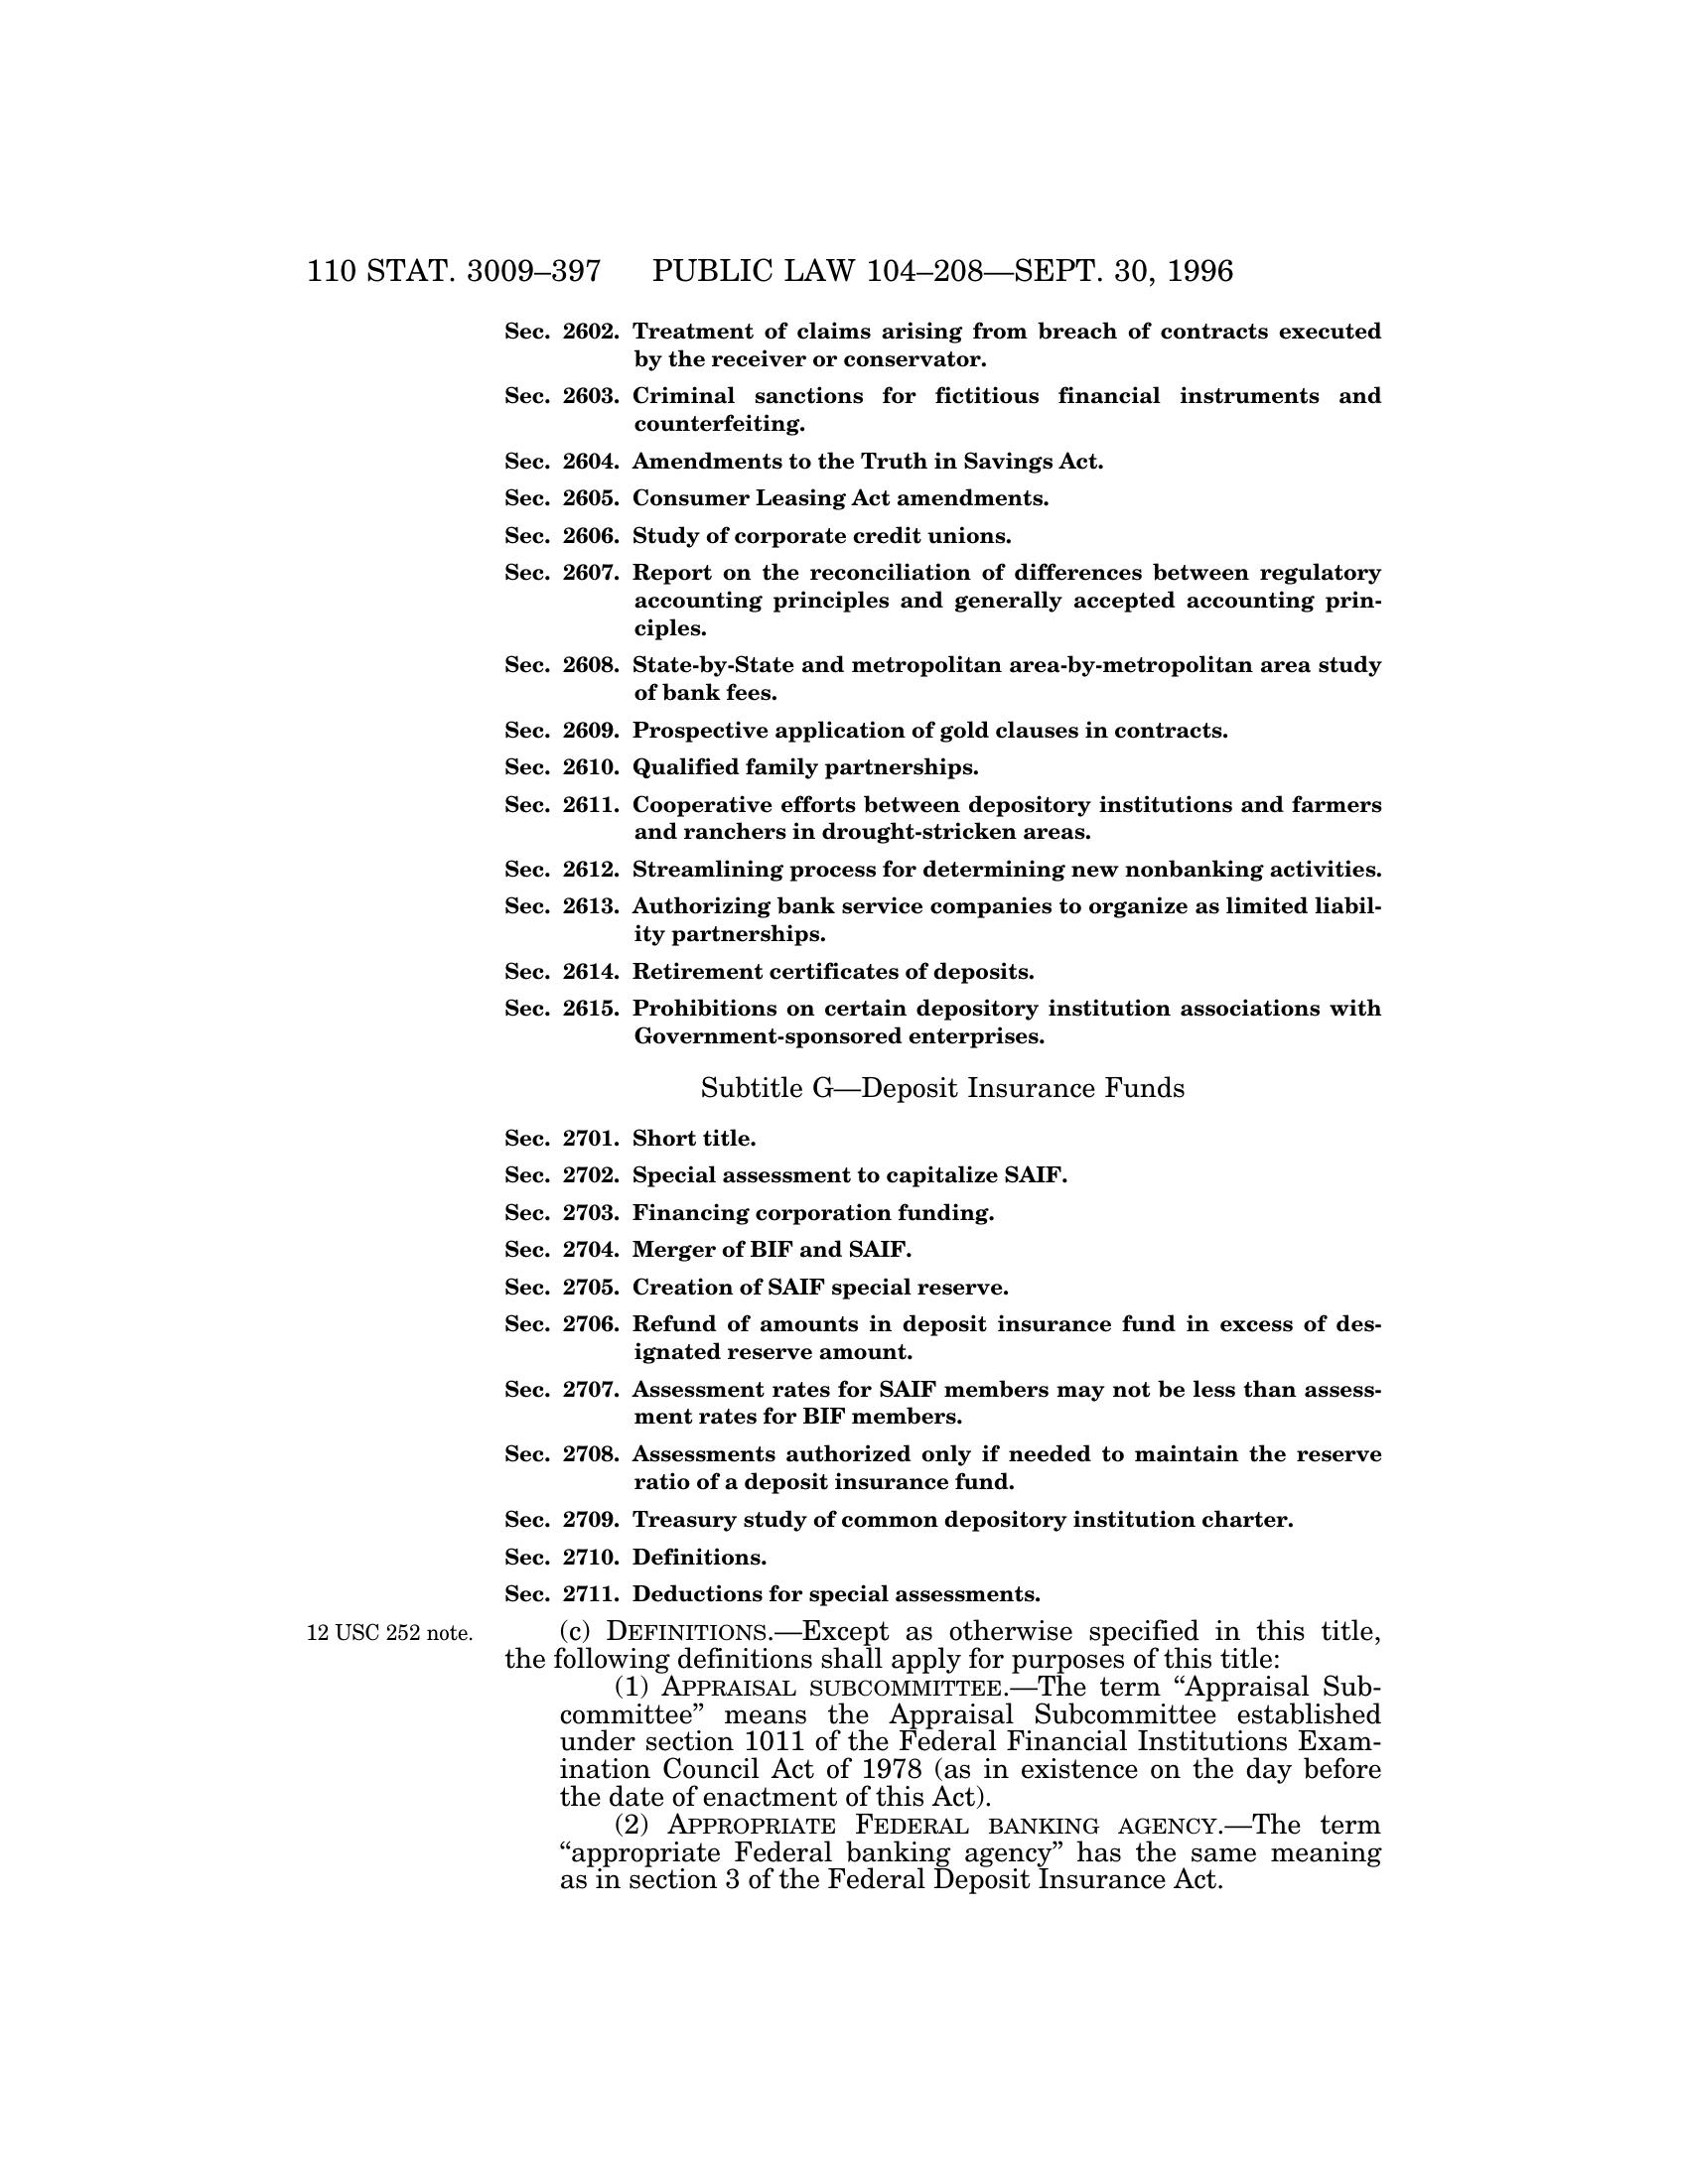 110 STAT. 3009–397 PUBLIC LAW 104–208—SEPT. 30, 1996
Sec. 2602. Treatment of claims arising from breach of contracts executed
by the receiver or conservator.
Sec. 2603. Criminal sanctions for fictitious financial instruments and
counterfeiting.
Sec. 2604. Amendments to the Truth in Savings Act.
Sec. 2605. Consumer Leasing Act amendments.
Sec. 2606. Study of corporate credit unions.
Sec. 2607. Report on the reconciliation of differences between regulatory
accounting principles and generally accepted accounting prin-
ciples.
Sec. 2608. State-by-State and metropolitan area-by-metropolitan area study
of bank fees.
Sec. 2609. Prospective application of gold clauses in contracts.
Sec. 2610. Qualified family partnerships.
Sec. 2611. Cooperative efforts between depository institutions and farmers
and ranchers in drought-stricken areas.
Sec. 2612. Streamlining process for determining new nonbanking activities.
Sec. 2613. Authorizing bank service companies to organize as limited liabil-
ity partnerships.
Sec. 2614. Retirement certificates of deposits.
Sec. 2615. Prohibitions on certain depository institution associations with
Government-sponsored enterprises.
Subtitle G—Deposit Insurance Funds
Sec. 2701. Short title.
Sec. 2702. Special assessment to capitalize SAIF.
Sec. 2703. Financing corporation funding.
Sec. 2704. Merger of BIF and SAIF.
Sec. 2705. Creation of SAIF special reserve.
Sec. 2706. Refund of amounts in deposit insurance fund in excess of des-
ignated reserve amount.
Sec. 2707. Assessment rates for SAIF members may not be less than assess-
ment rates for BIF members.
Sec. 2708. Assessments authorized only if needed to maintain the reserve
ratio of a deposit insurance fund.
Sec. 2709. Treasury study of common depository institution charter.
Sec. 2710. Definitions.
Sec. 2711. Deductions for special assessments.
12 USC 252 note.
(c) DEFINITIONS.—Except as otherwise specified in this title,
the following definitions shall apply for purposes of this title:
(1) APPRAISAL SUBCOMMITTEE.—The term “Appraisal Sub-
committee” means the Appraisal Subcommittee established
under section 1011 of the Federal Financial Institutions Exam-
ination Council Act of 1978 (as in existence on the day before
the date of enactment of this Act).
(2) APPROPRIATE FEDERAL BANKING AGENCY.—The term
“appropriate Federal banking agency” has the same meaning
as in section 3 of the Federal Deposit Insurance Act.